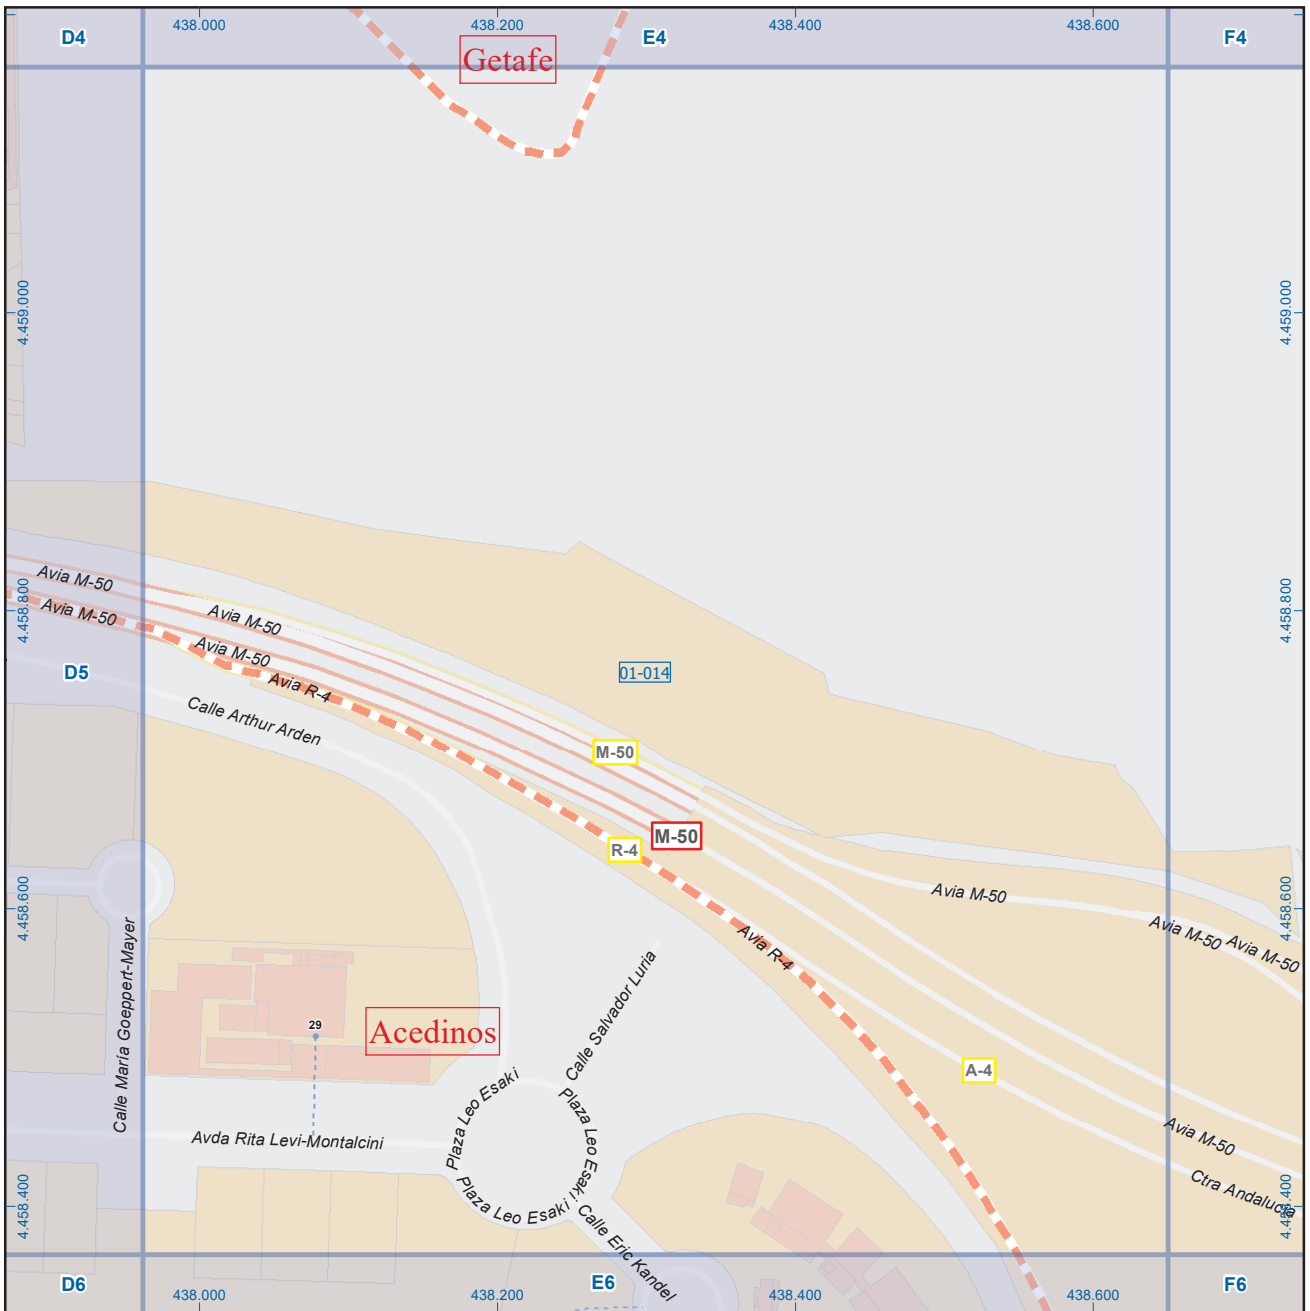 438.000
438.200
438.400
438.600
D4
E4
F4
Getafe
4.459.000
4.459.000
Avia M-50
Avia M-50
4.458.800
4.458.800
Avia M-50
Avia M-50
Avia R-4
D5
01-014
Calle Arthur Arden
M-50
M-50
R-4
Avia M-50
4.458.600
4.458.600
Avia M-50
Avia M-50
Avia R-4
Calle María Goeppert-Mayer
Calle Salvador Luria
29
Acedinos
A-4
Plaza Leo Esaki
Plaza Leo Esaki
Avda Rita Levi-Montalcini
Avia M-50
4.458.400
4.458.400
Plaza Leo Esaki
Ctra Andalucia
Calle Eric Kandel
D6
E6
F6
438.000
438.200
438.400
438.600